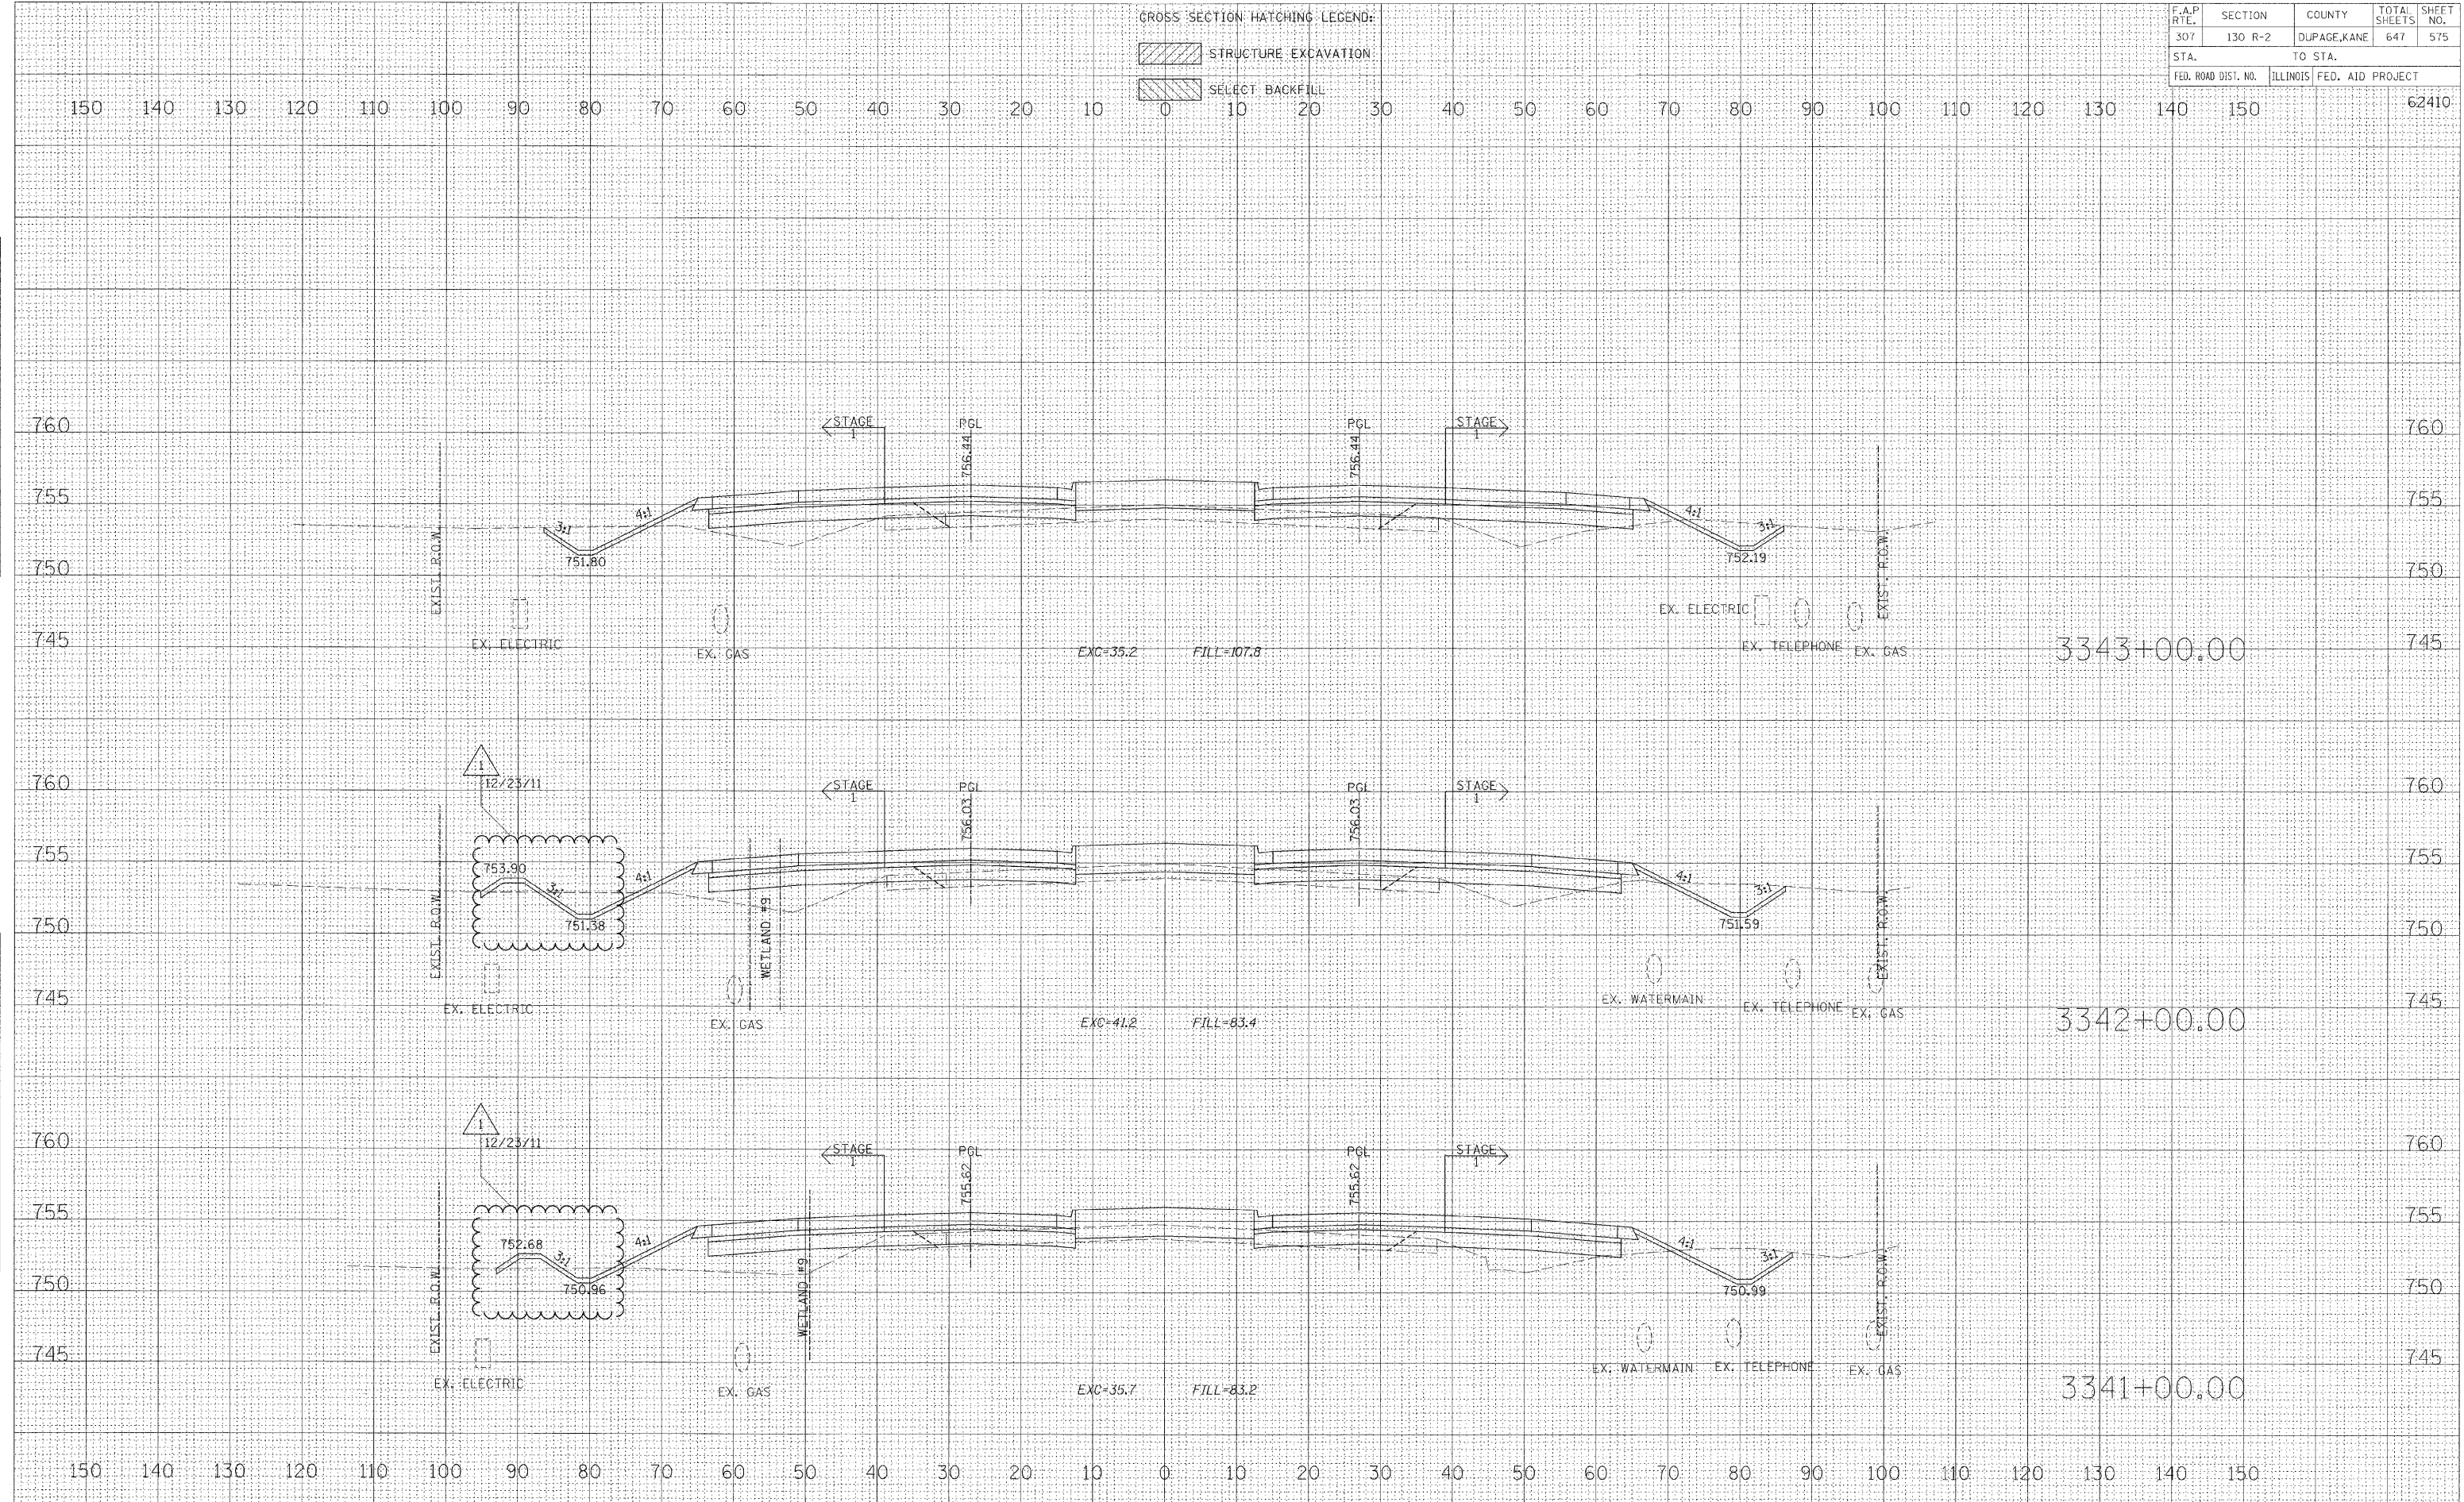 CROSS SECTION HATCHING LEGEND:
STRUCTURE EXCAVATION
SELECT BACKFILL
F.A.P RTE. SECTION COUNTY TOTAL SHEETS SHEET NO.
307 130 R-2 DUPAGE,KANE 647 575
STA. TO STA.
FED. ROAD DIST. NO. ILLINOIS FED. AID PROJECT
62410
150 140 130 120 110 100 90 80 70 60 50 40 30 20 10 0 10 20 30 40 50 60 70 80 90 100 110 120 130 140 150
760 STAGE 1 PGL PGL STAGE 1 760
756.44 756.44
755 755
3:1 4:1 4:1 3:1
751.80 752.19
750 EXIST. R.O.W. EXIST. R.O.W. 750
EX. ELECTRIC
745 EX. ELECTRIC EX. GAS EXC=35.2 FILL=107.8 EX. TELEPHONE EX. GAS 745
3343+00.00
1
12/23/11
760 STAGE 1 PGL PGL STAGE 1 760
756.03 756.03
755 755
753.90
3:1 4:1 4:1 3:1
751.38 751.59
750 EXIST. R.O.W. WETLAND #9 EXIST. R.O.W. 750
745 EX. WATERMAIN 745
EX. ELECTRIC EX. GAS EXC=41.2 FILL=83.4 EX. TELEPHONE EX. GAS
3342+00.00
1
12/23/11
760 STAGE 1 PGL PGL STAGE 1 760
755.62 755.62
755 755
752.68
3:1 4:1 4:1 3:1
750.96 750.99
750 EXIST. R.O.W. WETLAND #9 EXIST. R.O.W. 750
745 745
EX. ELECTRIC EX. GAS EXC=35.7 FILL=83.2 EX. WATERMAIN EX. TELEPHONE EX. GAS
3341+00.00
150 140 130 120 110 100 90 80 70 60 50 40 30 20 10 0 10 20 30 40 50 60 70 80 90 100 110 120 130 140 150